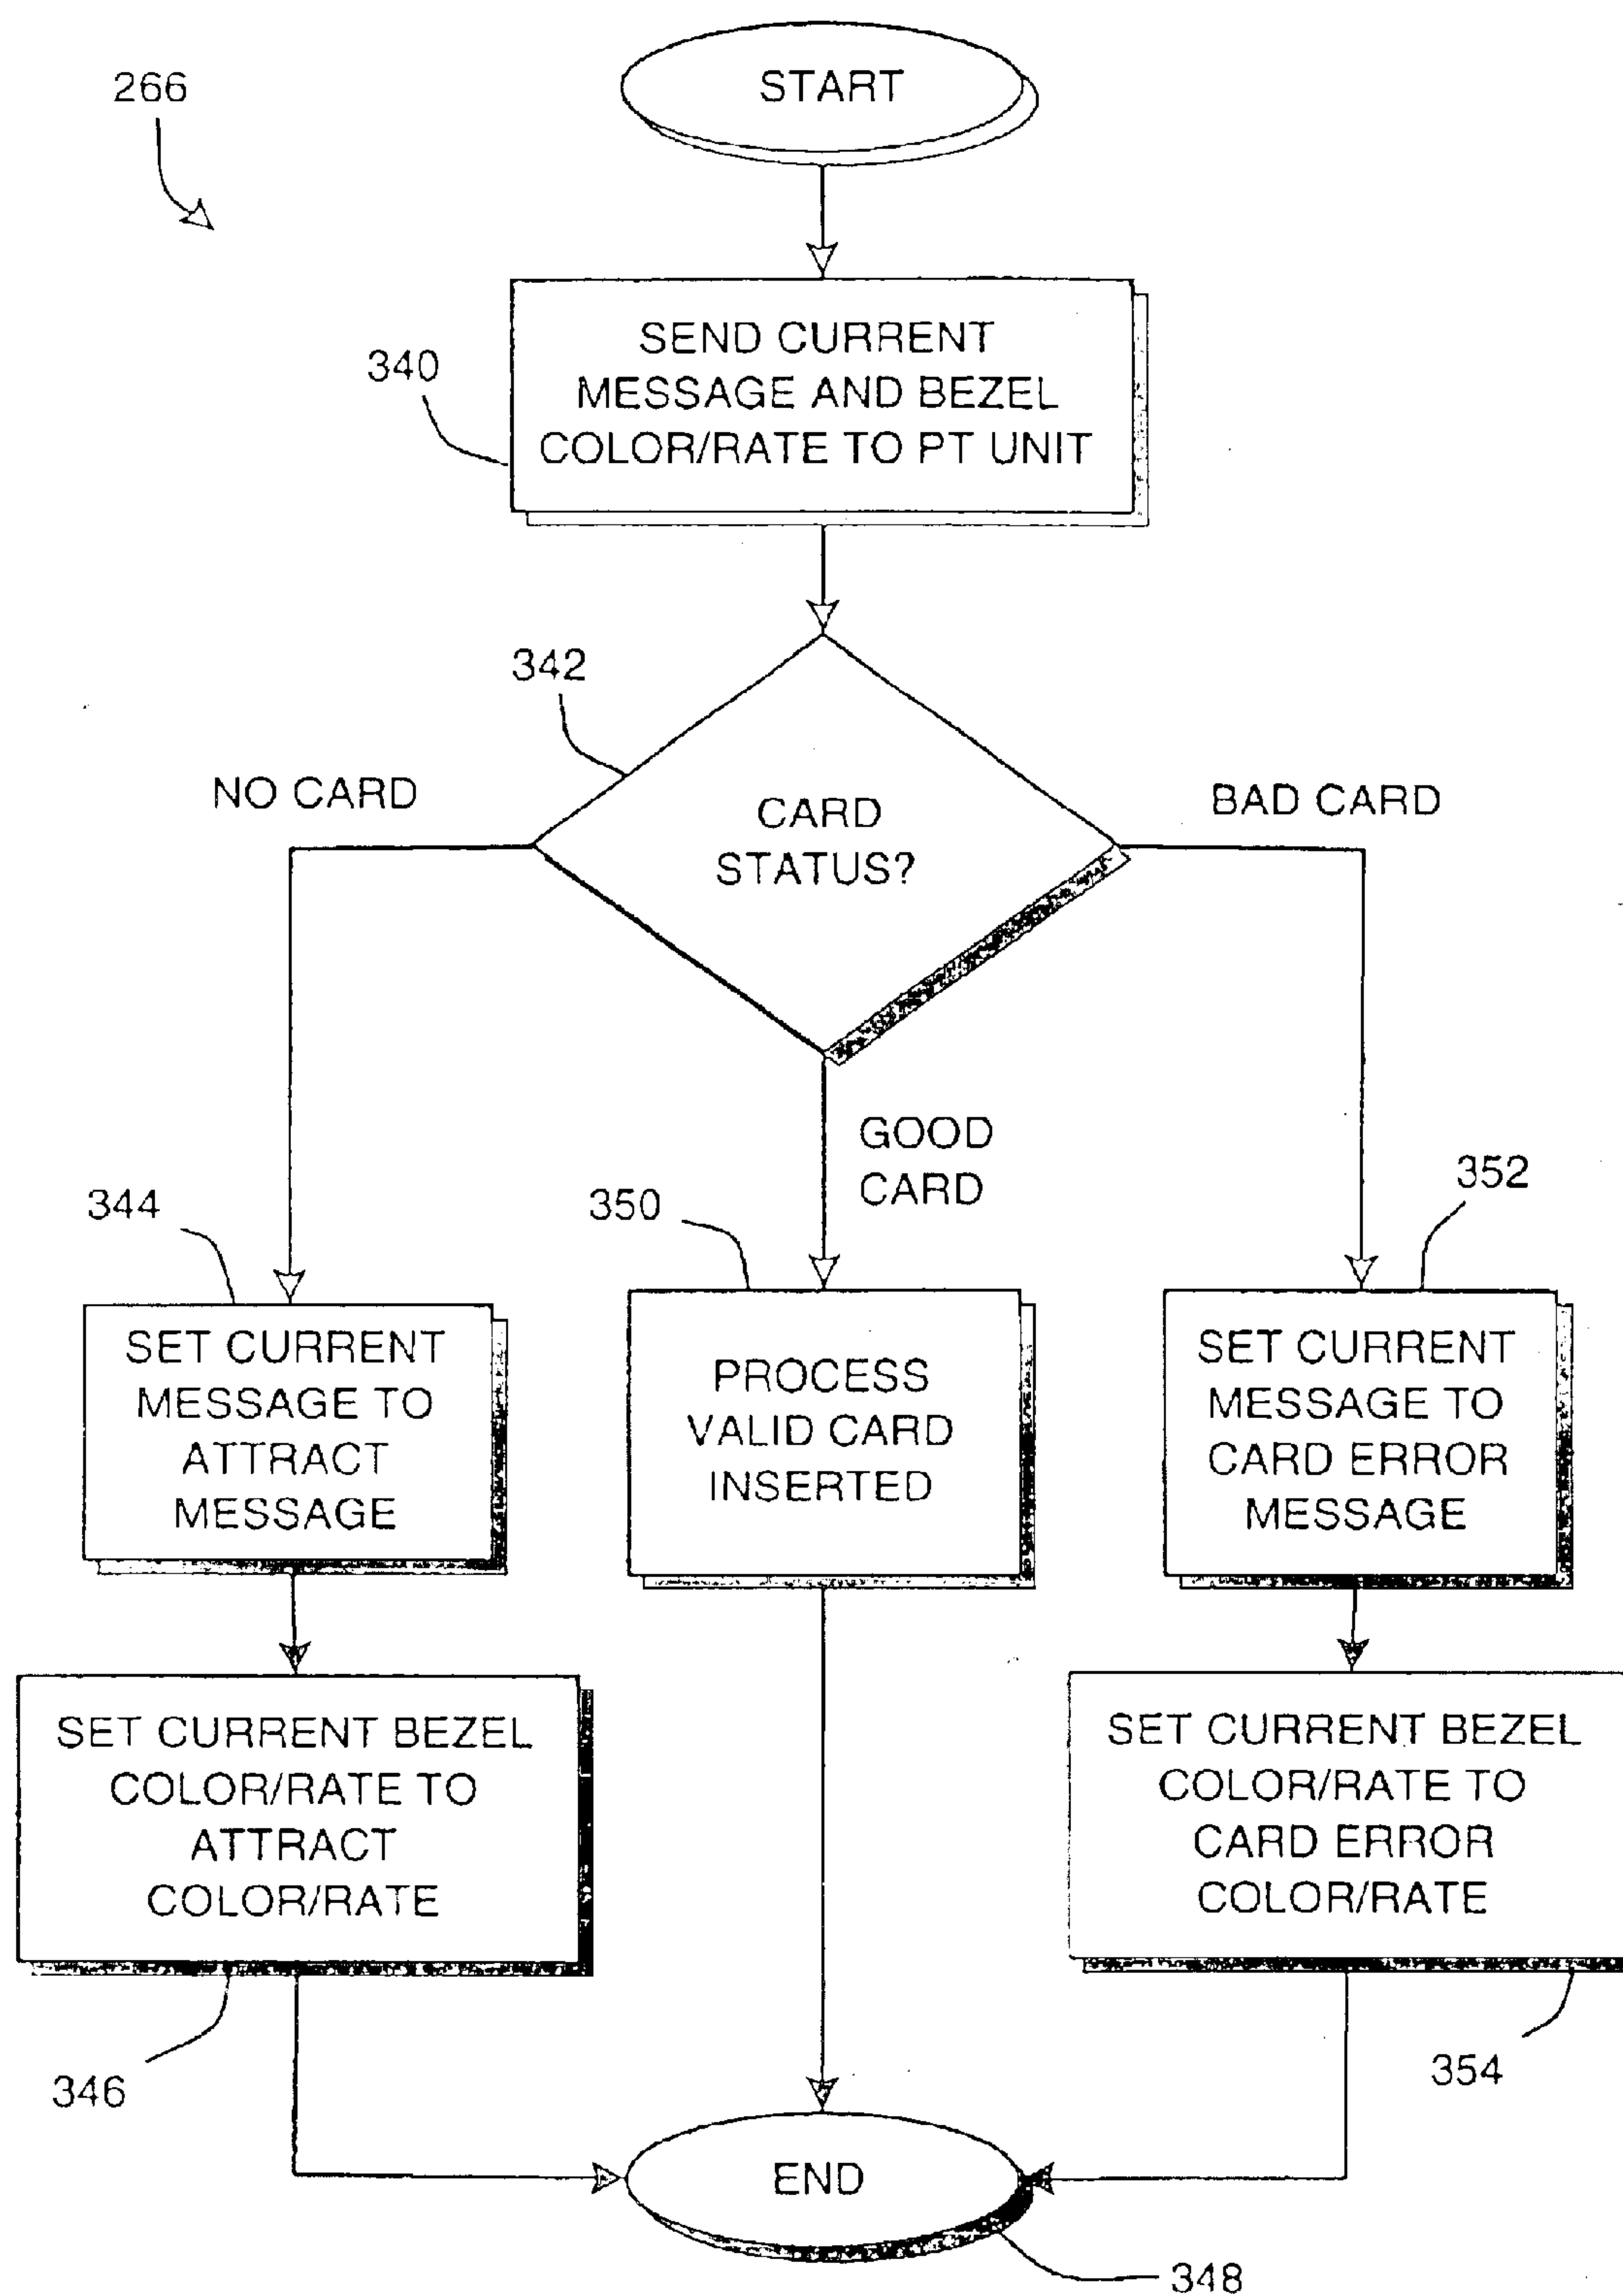 266
START
340
SEND CURRENT
MESSAGE AND BEZEL
COLOR/RATE TO PT UNIT
342
NO CARD
CARD
STATUS?
BAD CARD
GOOD
CARD
344
SET CURRENT
MESSAGE TO
ATTRACT
MESSAGE
350
PROCESS
VALID CARD
INSERTED
352
SET CURRENT
MESSAGE TO
CARD ERROR
MESSAGE
SET CURRENT BEZEL
COLOR/RATE TO
ATTRACT
COLOR/RATE
346
SET CURRENT BEZEL
COLOR/RATE TO
CARD ERROR
COLOR/RATE
354
END
348